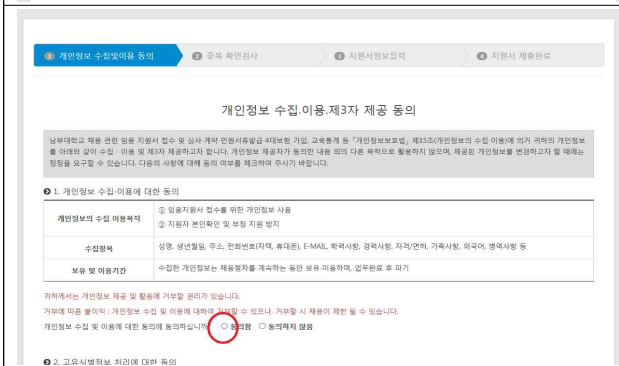 1 개인정보 수집및이용 동의
2 중복 확인검사
3 지원서정보입력
4 지원서 제출완료
개인정보 수집.이용.제3자 제공 동의
남부대학교 채용 관련 임용 지원서 접수 및 심사·계약·민원서류발급·4대보험 가입, 교육통계 등 「개인정보보호법」 제15조(개인정보의 수집·이용)에 의거 귀하의 개인정보
를 아래와 같이 수집ㆍ이용 및 제3자 제공하고자 합니다. 개인정보 제공자가 동의한 내용 외의 다른 목적으로 활용하지 않으며, 제공된 개인정보를 변경하고자 할 때에는
정정을 요구할 수 있습니다. 다음의 사항에 대해 동의 여부를 체크하여 주시기 바랍니다.
1. 개인정보 수집·이용에 대한 동의
개인정보의 수집·이용목적
① 임용지원서 접수를 위한 개인정보 사용
② 지원자 본인확인 및 부정 지원 방지
수집항목
성명, 생년월일, 주소, 전화번호(자택, 휴대폰), E-MAIL, 학력사항, 경력사항, 자격/면허, 가족사항, 외국어, 병역사항 등
보유 및 이용기간
수집한 개인정보는 채용절차를 계속하는 동안 보유·이용하며, 업무완료 후 파기
귀하께서는 개인정보 제공 및 활용에 거부할 권리가 있습니다.
거부에 따른 불이익 : 개인정보 수집 및 이용에 대하여 거부할 수 있으나, 거부할 시 채용이 제한 될 수 있습니다.
개인정보 수집 및 이용에 대한 동의에 동의하십니까 동의함 동의하지 않음
2. 고유식별정보 처리에 대한 동의